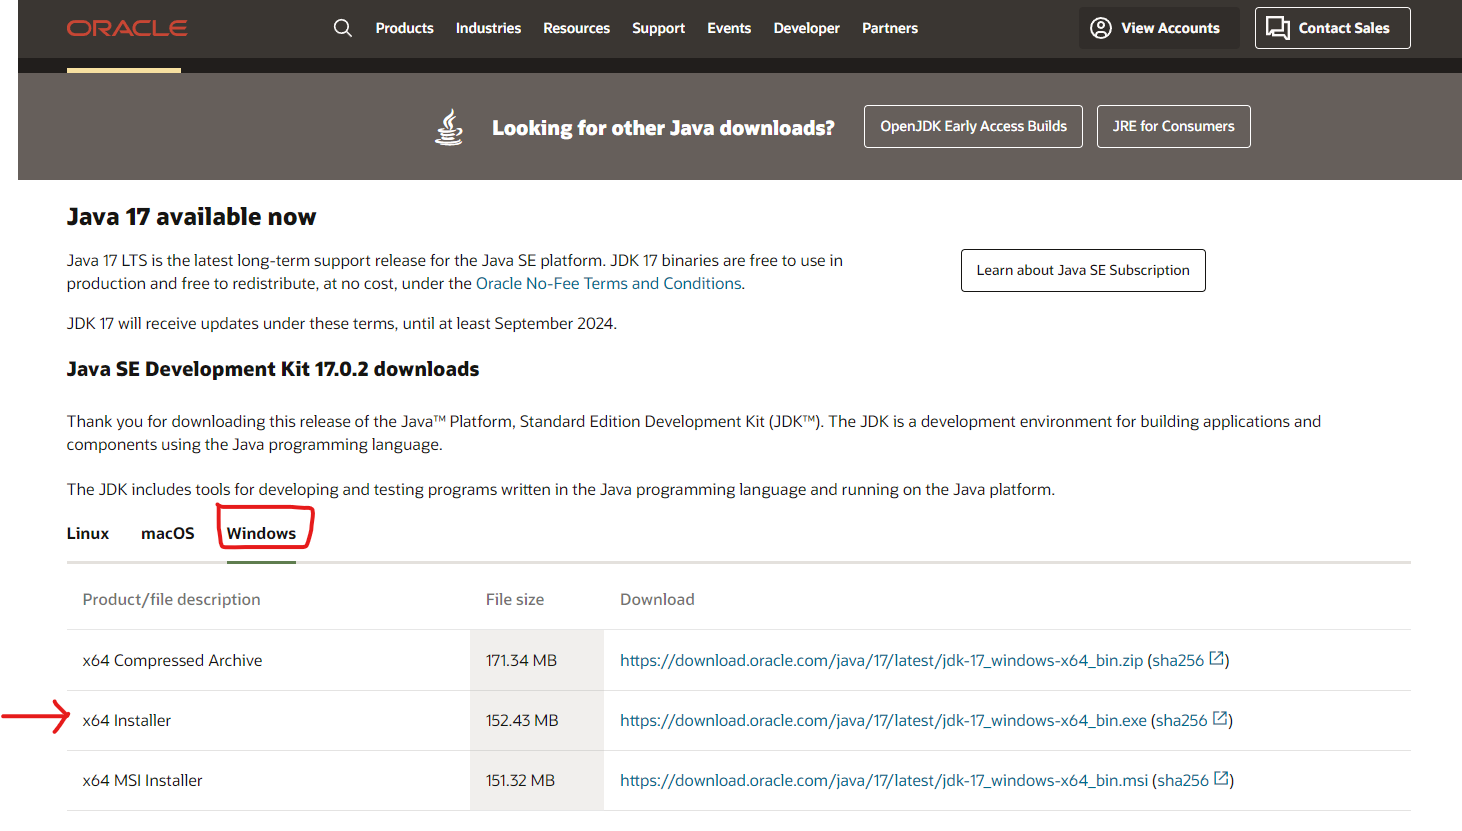 ORACLE
Products Industries Resources Support Events Developer Partners
View Accounts
Contact Sales
Looking for other Java downloads?
OpenJDK Early Access Builds
JRE for Consumers
Java 17 available now
Java 17 LTS is the latest long-term support release for the Java SE platform. JDK 17 binaries are free to use in
production and free to redistribute, at no cost, under the Oracle No-Fee Terms and Conditions.
Learn about Java SE Subscription
JDK 17 will receive updates under these terms, until at least September 2024.
Java SE Development Kit 17.0.2 downloads
Thank you for downloading this release of the Java™ Platform, Standard Edition Development Kit (JDK™). The JDK is a development environment for building applications and
components using the Java programming language.
The JDK includes tools for developing and testing programs written in the Java programming language and running on the Java platform.
Linux macOS Windows
Product/file description File size Download
x64 Compressed Archive 171.34 MB https://download.oracle.com/java/17/latest/jdk-17_windows-x64_bin.zip (sha256)
x64 Installer 152.43 MB https://download.oracle.com/java/17/latest/jdk-17_windows-x64_bin.exe (sha256)
x64 MSI Installer 151.32 MB https://download.oracle.com/java/17/latest/jdk-17_windows-x64_bin.msi (sha256)